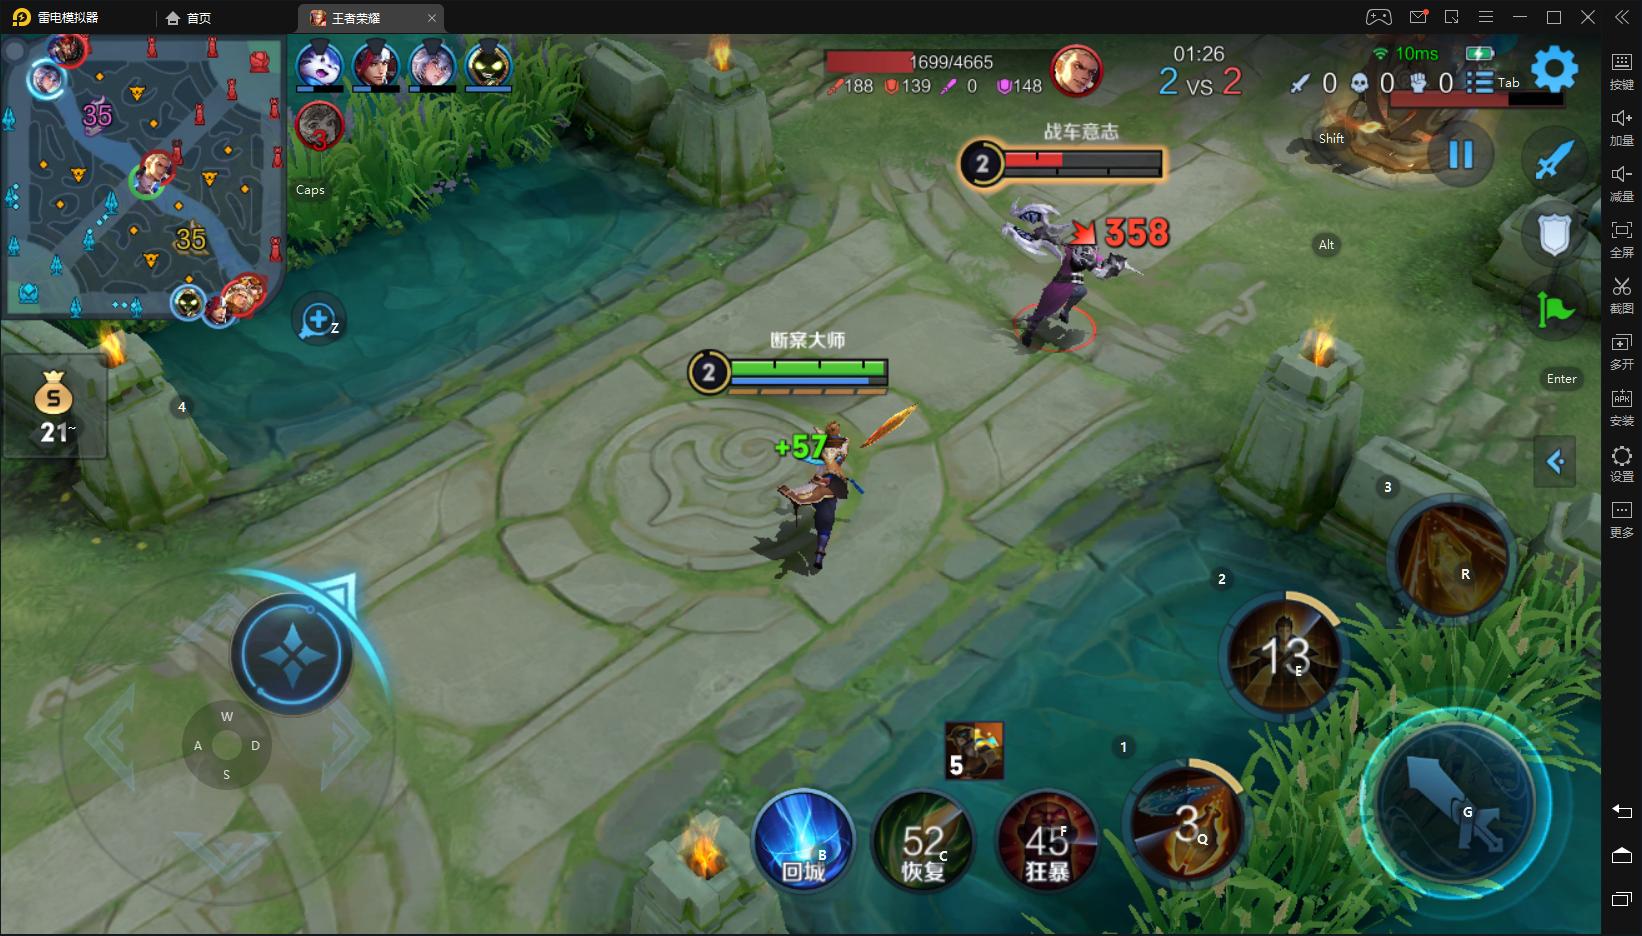 雷电模拟器
首页
王者荣耀
1699/4665
188 139 0 148
01:26
2 VS 2
10ms
0 0 0
Tab
35
3
Caps
Shift
战车意志
2
358
Alt
35
Z
断案大师
2
+57
Enter
S
21~
4
3
R
2
13
E
W
A D
S
5
1
3
Q
G
回城
B
52
C
恢复
45
F
狂暴
按键
加量
减量
全屏
截图
多开
APK
安装
设置
更多